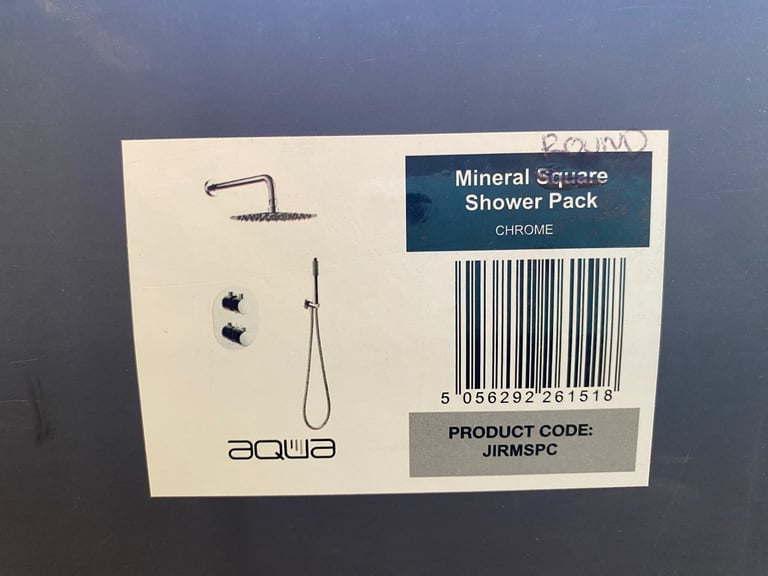 ROUND
Mineral Square
Shower Pack
CHROME
5 056292 261518
aqua
PRODUCT CODE:
JIRMSPC